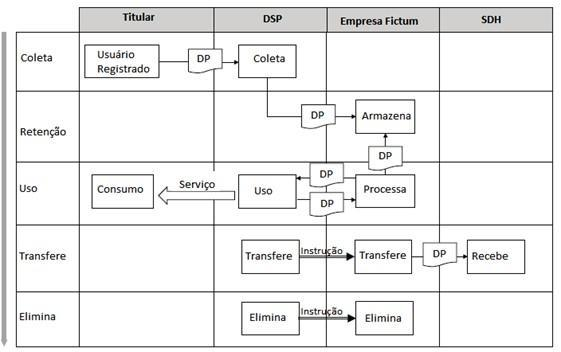 Titular DSP Empresa Fictum SDH
Coleta
Usuário
Registrado
DP
Coleta
Retenção
DP
Armazena
DP
Uso
Consumo
Serviço
Uso
DP
DP
Processa
Transfere
Transfere
Instrução
Transfere
DP
Recebe
Elimina
Elimina
Instrução
Elimina